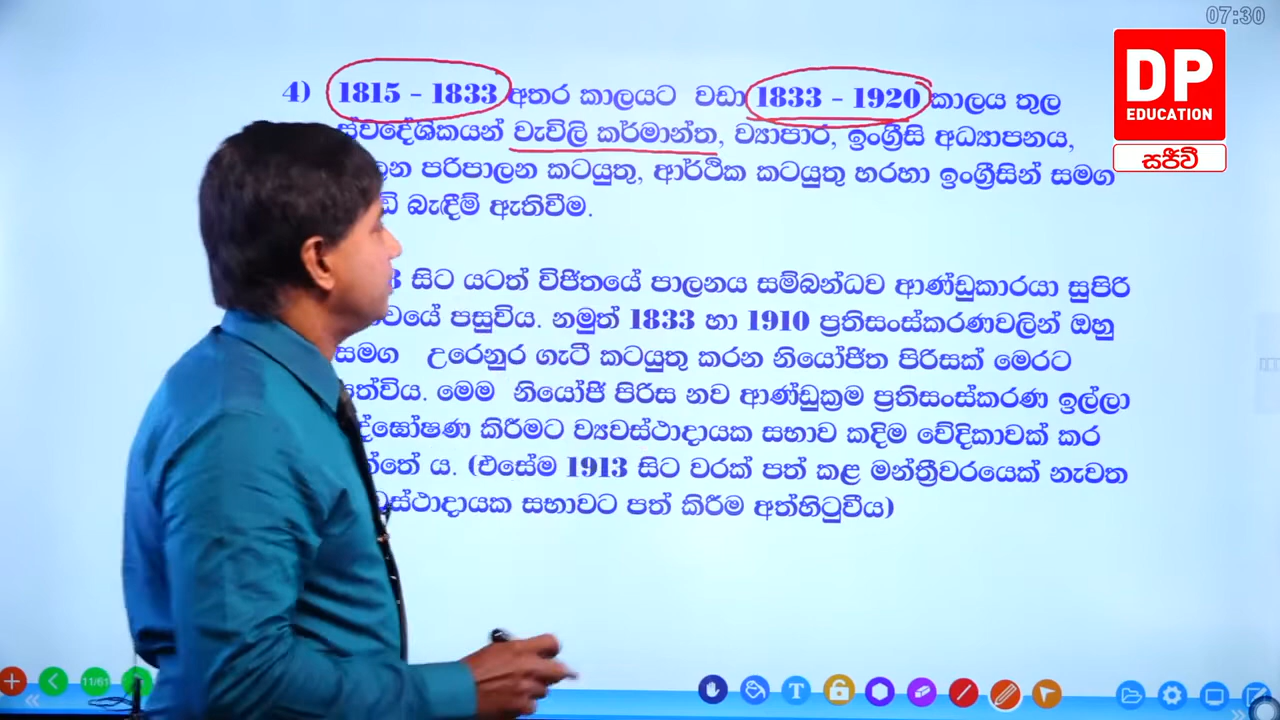 07:30
DP
EDUCATION
සජීවී
4) 1815 - 1833 අතර කාලයට වඩා 1833 - 1920 කාලය තුල
ස්වදේශිකයන් වැවිලි කර්මාන්ත, ව්‍යාපාර, ඉංග්‍රීසි අධ්‍යාපනය,
පරිපාලන කටයුතු, ආර්ථික කටයුතු හරහා ඉංග්‍රීසින් සමග
බැඳීම් ඇතිවීම.
සිට යටත් විජිතයේ පාලනය සම්බන්ධව ආණ්ඩුකාරයා සුපිරි
පසුවිය. නමුත් 1833 හා 1910 ප්‍රතිසංස්කරණවලින් ඔහු
සමග උරෙනුර ගැටී කටයුතු කරන නියෝජිත පිරිසක් මෙරට
මෙම නියෝජි පිරිස නව ආණ්ඩුක්‍රම ප්‍රතිසංස්කරණ ඉල්ලා
කිරීමට ව්‍යවස්ථාදායක සභාව කදිම වේදිකාවක් කර
ය. (එසේම 1913 සිට වරක් පත් කළ මන්ත්‍රීවරයෙක් නැවත
සභාවට පත් කිරීම අත්හිටුවීය)
11/61